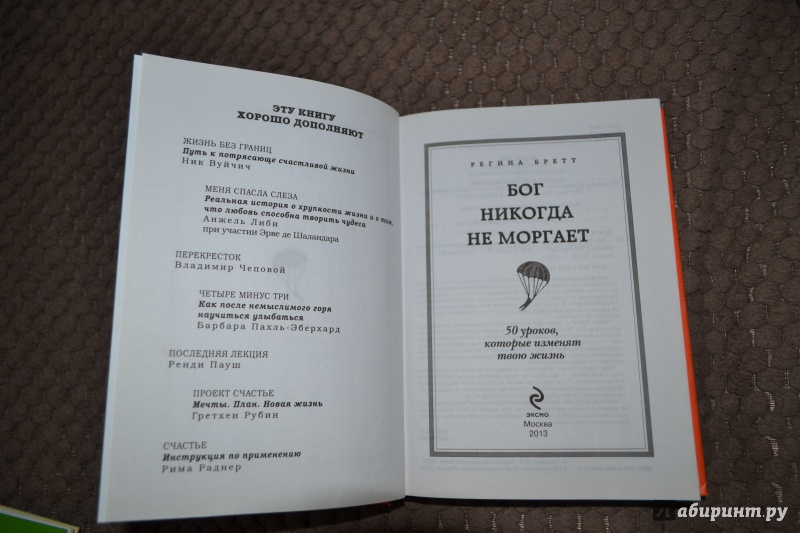 ЭТУ КНИГУ
ХОРОШО ДОПОЛНЯЮТ
ЖИЗНЬ БЕЗ ГРАНИЦ
Путь к потрясающе счастливой жизни
Ник Вуйчич
МЕНЯ СПАСЛА СЛЕЗА
Реальная история о хрупкости жизни и о том,
что любовь способна творить чудеса
Анжель Либи
при участии Эрве де Шаландара
ПЕРЕКРЕСТОК
Владимир Чеповой
ЧЕТЫРЕ МИНУС ТРИ
Как после немыслимого горя
научиться улыбаться
Барбара Пахль-Эберхард
ПОСЛЕДНЯЯ ЛЕКЦИЯ
Ренди Пауш
ПРОЕКТ СЧАСТЬЕ
Мечты. План. Новая жизнь
Гретхен Рубин
СЧАСТЬЕ
Инструкция по применению
Рима Раднер
РЕГИНА БРЕТТ
БОГ
НИКОГДА
НЕ МОРГАЕТ
50 уроков,
которые изменят
твою жизнь
ЭКСМО
Москва
2013
Лабиринт.ру